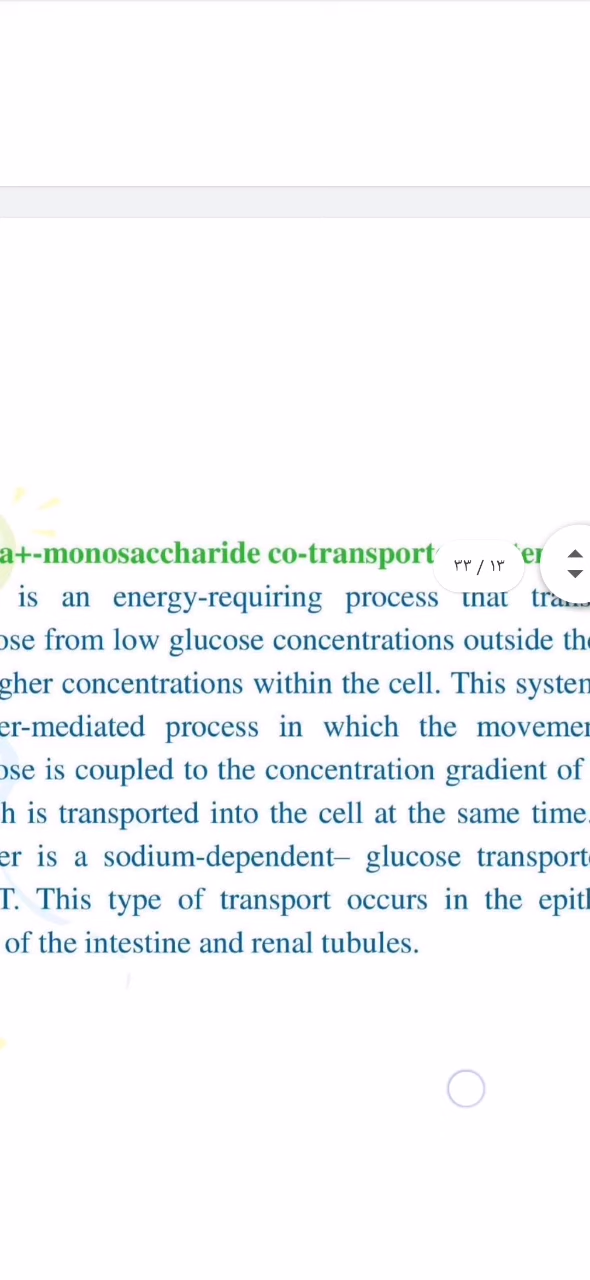 a+-monosaccharide co-transport
٣٣ / ١٣
is an energy-requiring process that
ose from low glucose concentrations outside the
gher concentrations within the cell. This system
er-mediated process in which the movemen
ose is coupled to the concentration gradient of
h is transported into the cell at the same time.
er is a sodium-dependent– glucose transporte
T. This type of transport occurs in the epith
of the intestine and renal tubules.